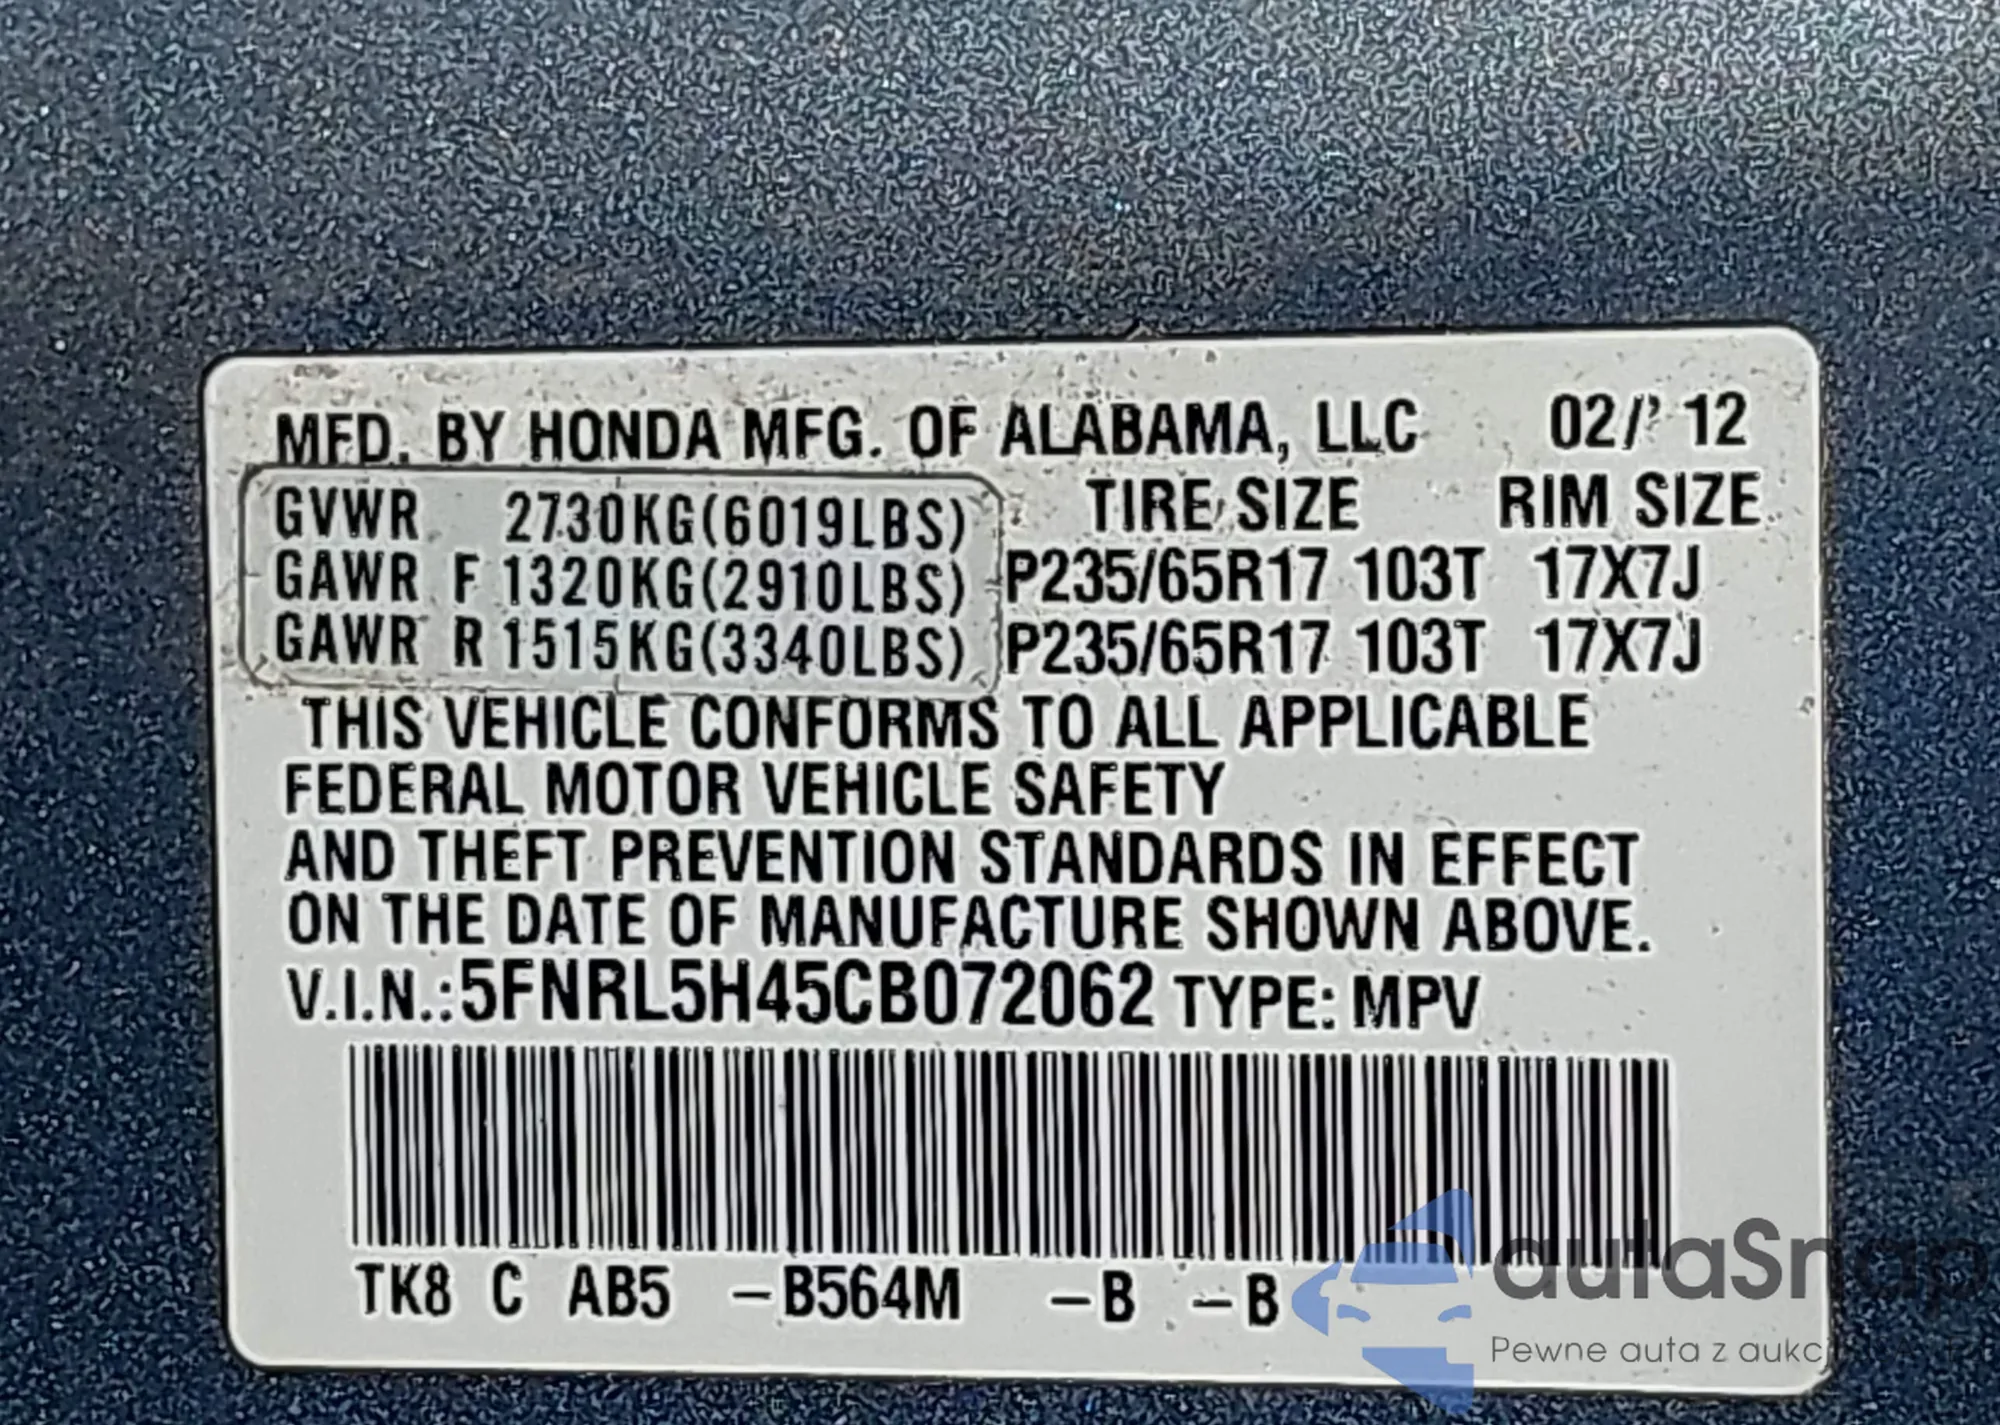 MFD. BY HONDA MFG. OF ALABAMA, LLC 02/ 12
GVWR 2730KG(6019LBS) TIRE SIZE RIM SIZE
GAWR F 1320KG(2910LBS) P235/65R17 103T 17X7J
GAWR R 1515KG(3340LBS) P235/65R17 103T 17X7J
THIS VEHICLE CONFORMS TO ALL APPLICABLE
FEDERAL MOTOR VEHICLE SAFETY
AND THEFT PREVENTION STANDARDS IN EFFECT
ON THE DATE OF MANUFACTURE SHOWN ABOVE.
V.I.N.:5FNRL5H45CB072062 TYPE: MPV
TK8 C AB5 –B564M –B –B
autaSnap
Pewne auta z